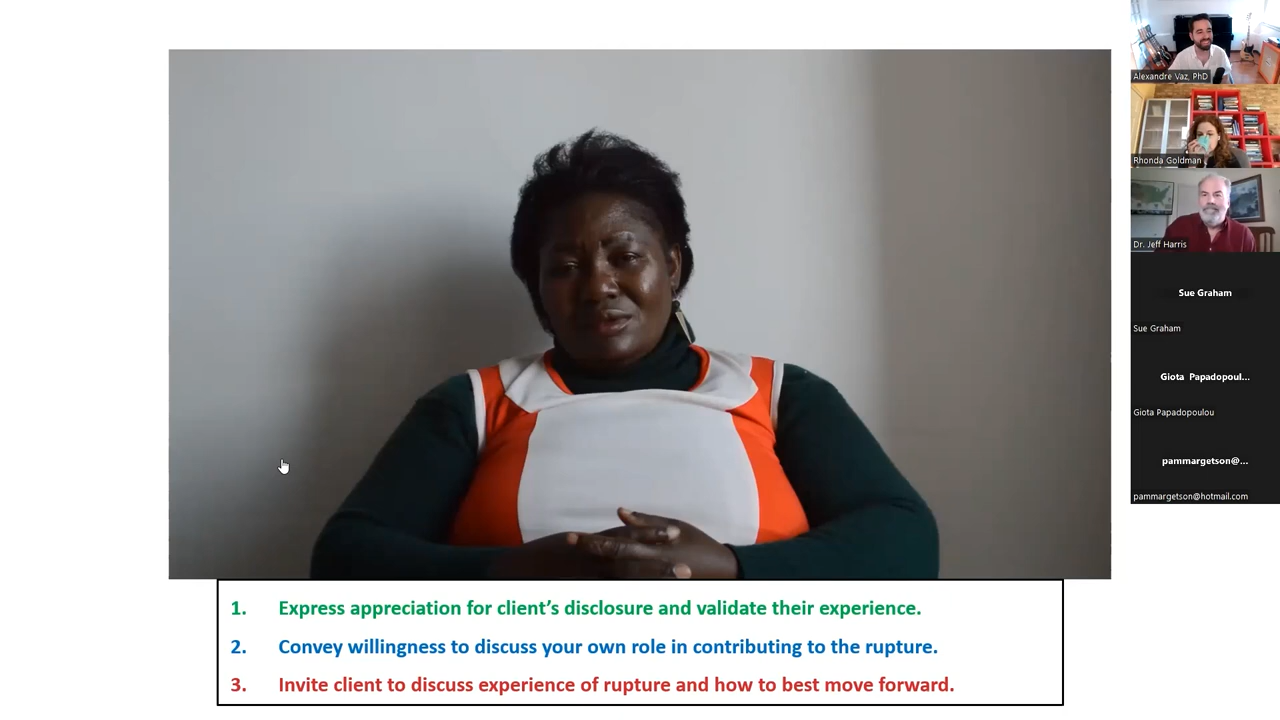 Alexandre Vaz, PhD
Rhonda Goldman
Dr. Jeff Harris
Sue Graham
Sue Graham
Giota Papadopoul...
Giota Papadopoulou
pammargetson@...
pammargetson@hotmail.com
1. Express appreciation for client’s disclosure and validate their experience.
2. Convey willingness to discuss your own role in contributing to the rupture.
3. Invite client to discuss experience of rupture and how to best move forward.